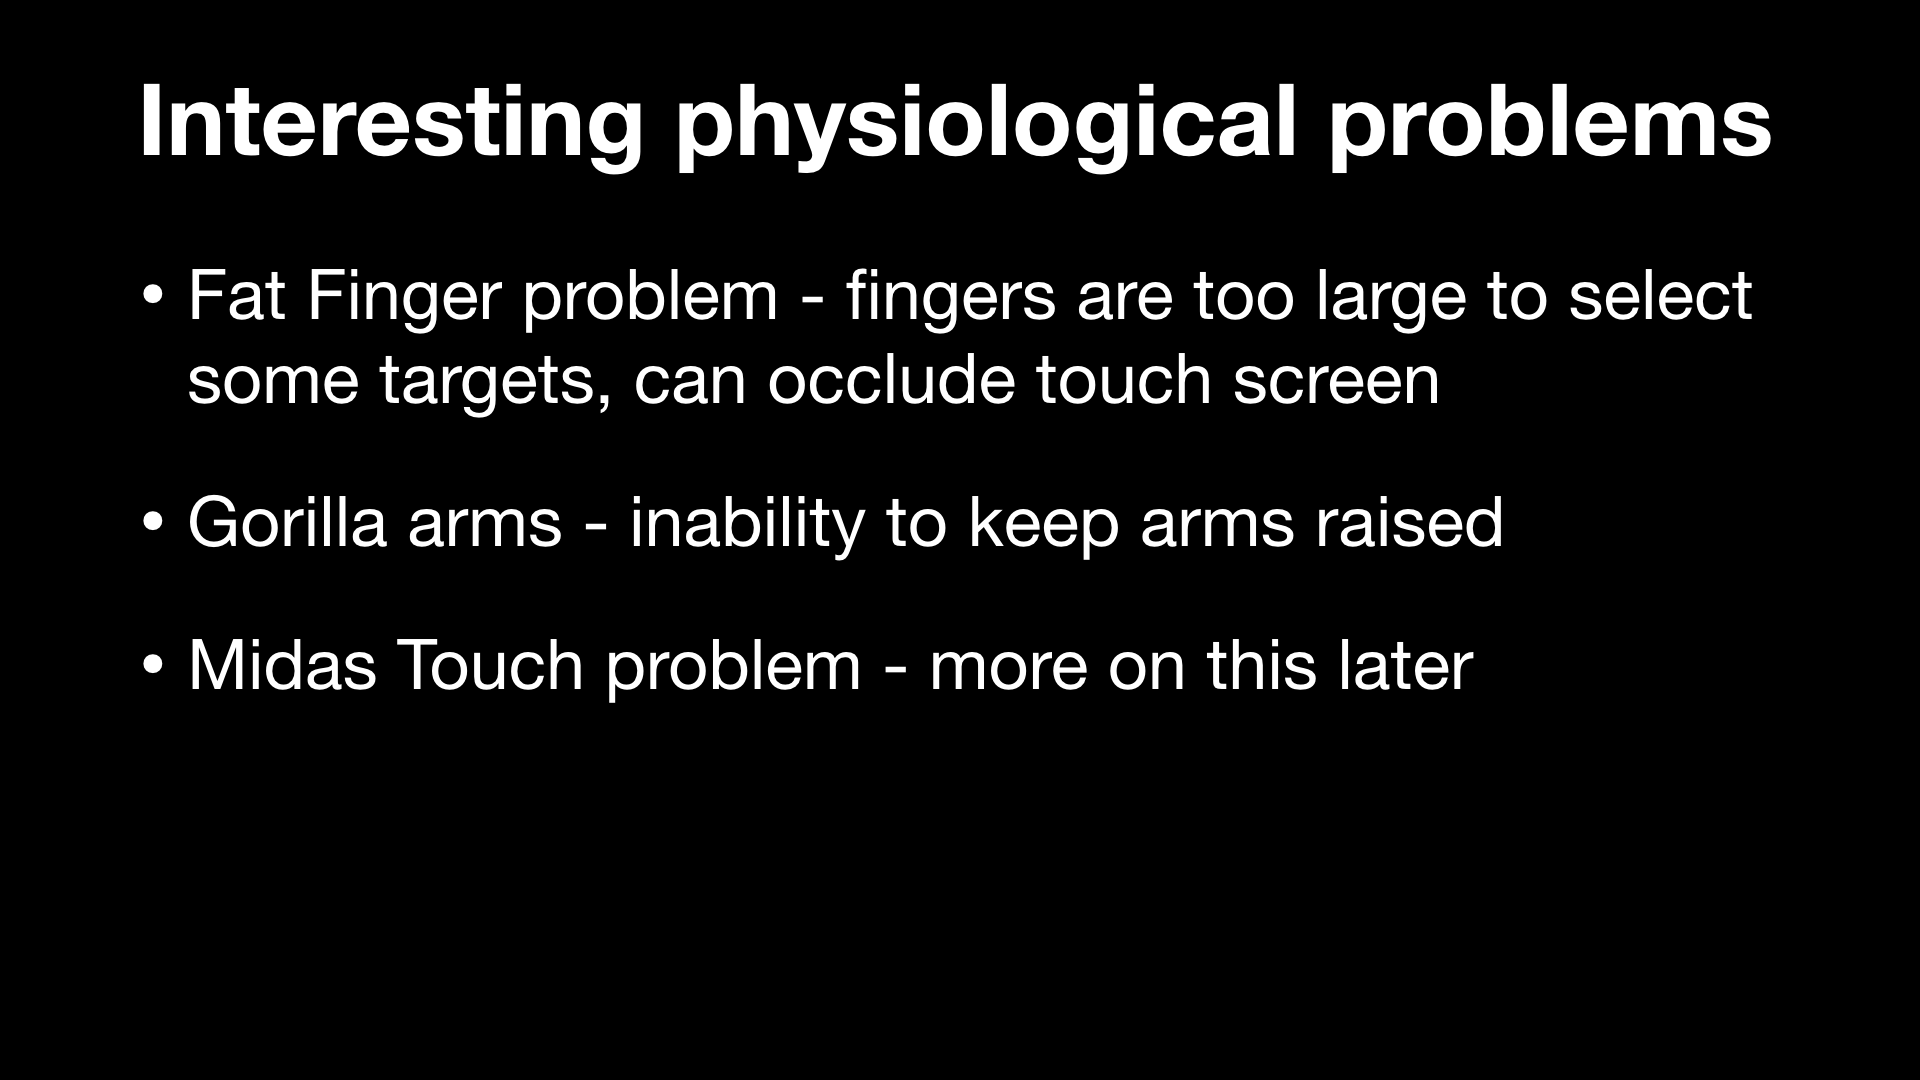 Interesting physiological problems
• Fat Finger problem - fingers are too large to select
some targets, can occlude touch screen
• Gorilla arms - inability to keep arms raised
• Midas Touch problem - more on this later